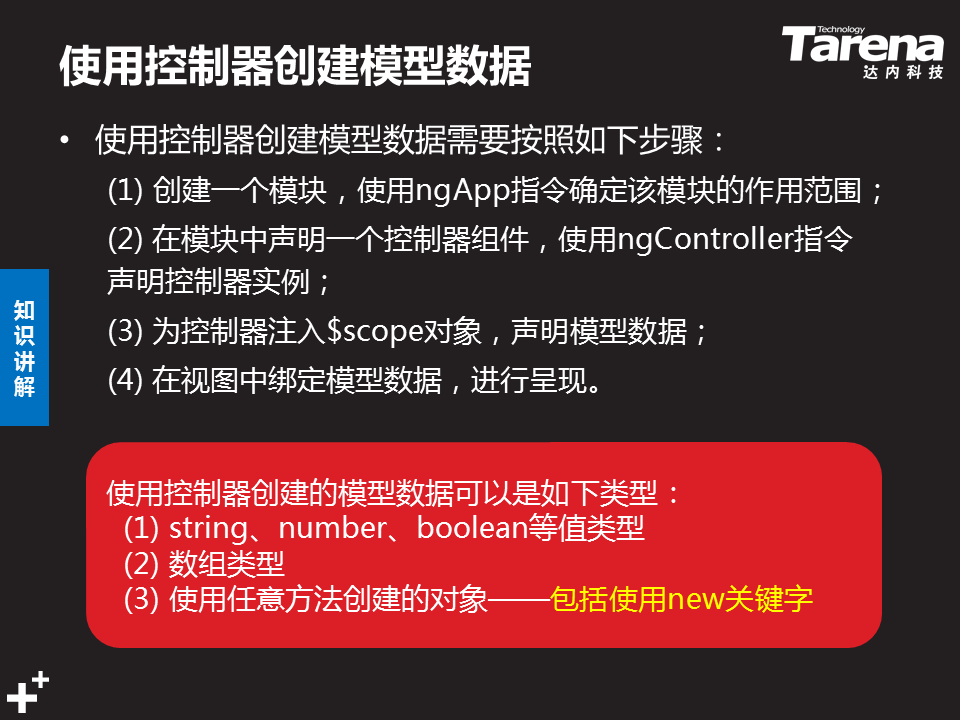 使用控制器创建模型数据
Technology
Tarena
达内科技
• 使用控制器创建模型数据需要按照如下步骤：
(1) 创建一个模块，使用ngApp指令确定该模块的作用范围；
(2) 在模块中声明一个控制器组件，使用ngController指令
声明控制器实例；
(3) 为控制器注入$scope对象，声明模型数据；
(4) 在视图中绑定模型数据，进行呈现。
知
识
讲
解
使用控制器创建的模型数据可以是如下类型：
(1) string、number、boolean等值类型
(2) 数组类型
(3) 使用任意方法创建的对象——包括使用new关键字